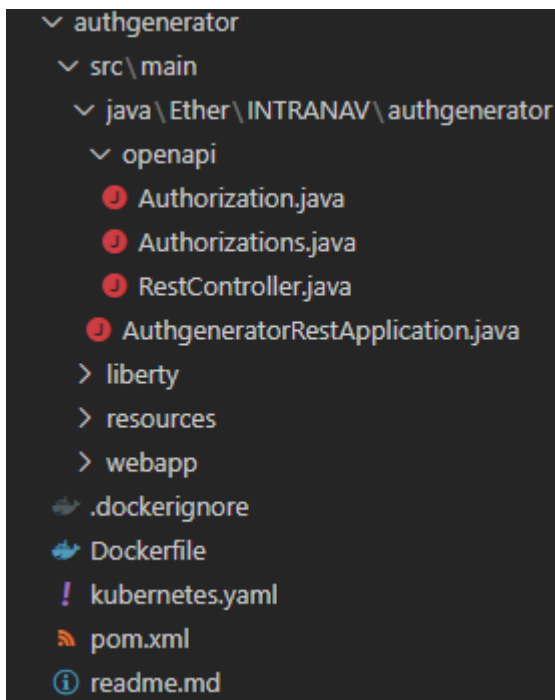 authgenerator
src\main
java\Ether\INTRANAV\authgenerator
openapi
J Authorization.java
J Authorizations.java
J RestController.java
J AuthgeneratorRestApplication.java
liberty
resources
webapp
.dockerignore
Dockerfile
! kubernetes.yaml
pom.xml
i readme.md